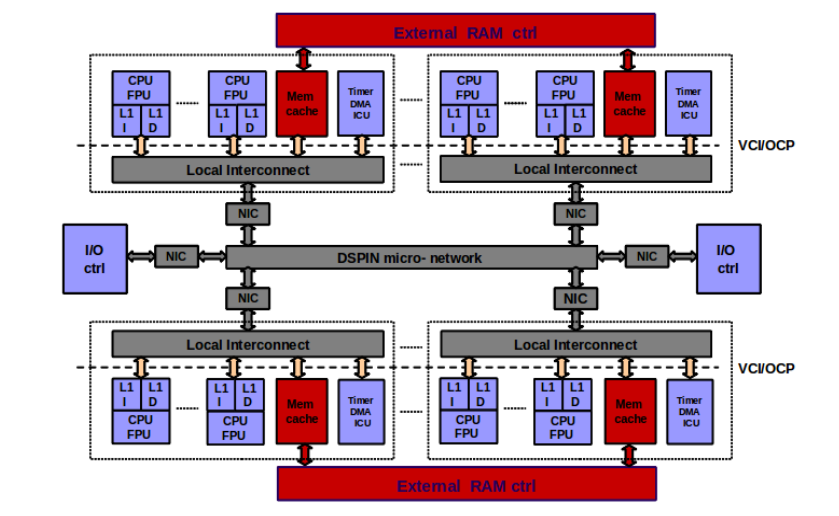 External RAM ctrl
CPU
FPU
L1
I
L1
D
......
CPU
FPU
L1
I
L1
D
Mem
cache
Timer
DMA
ICU
......
CPU
FPU
L1
I
L1
D
......
CPU
FPU
L1
I
L1
D
Mem
cache
Timer
DMA
ICU
VCI/OCP
Local Interconnect
......
Local Interconnect
NIC
NIC
I/O
ctrl
NIC
DSPIN micro- network
NIC
I/O
ctrl
NIC
NIC
Local Interconnect
......
Local Interconnect
VCI/OCP
L1
I
L1
D
CPU
FPU
......
L1
I
L1
D
CPU
FPU
Mem
cache
Timer
DMA
ICU
......
L1
I
L1
D
CPU
FPU
......
L1
I
L1
D
CPU
FPU
Mem
cache
Timer
DMA
ICU
External RAM ctrl